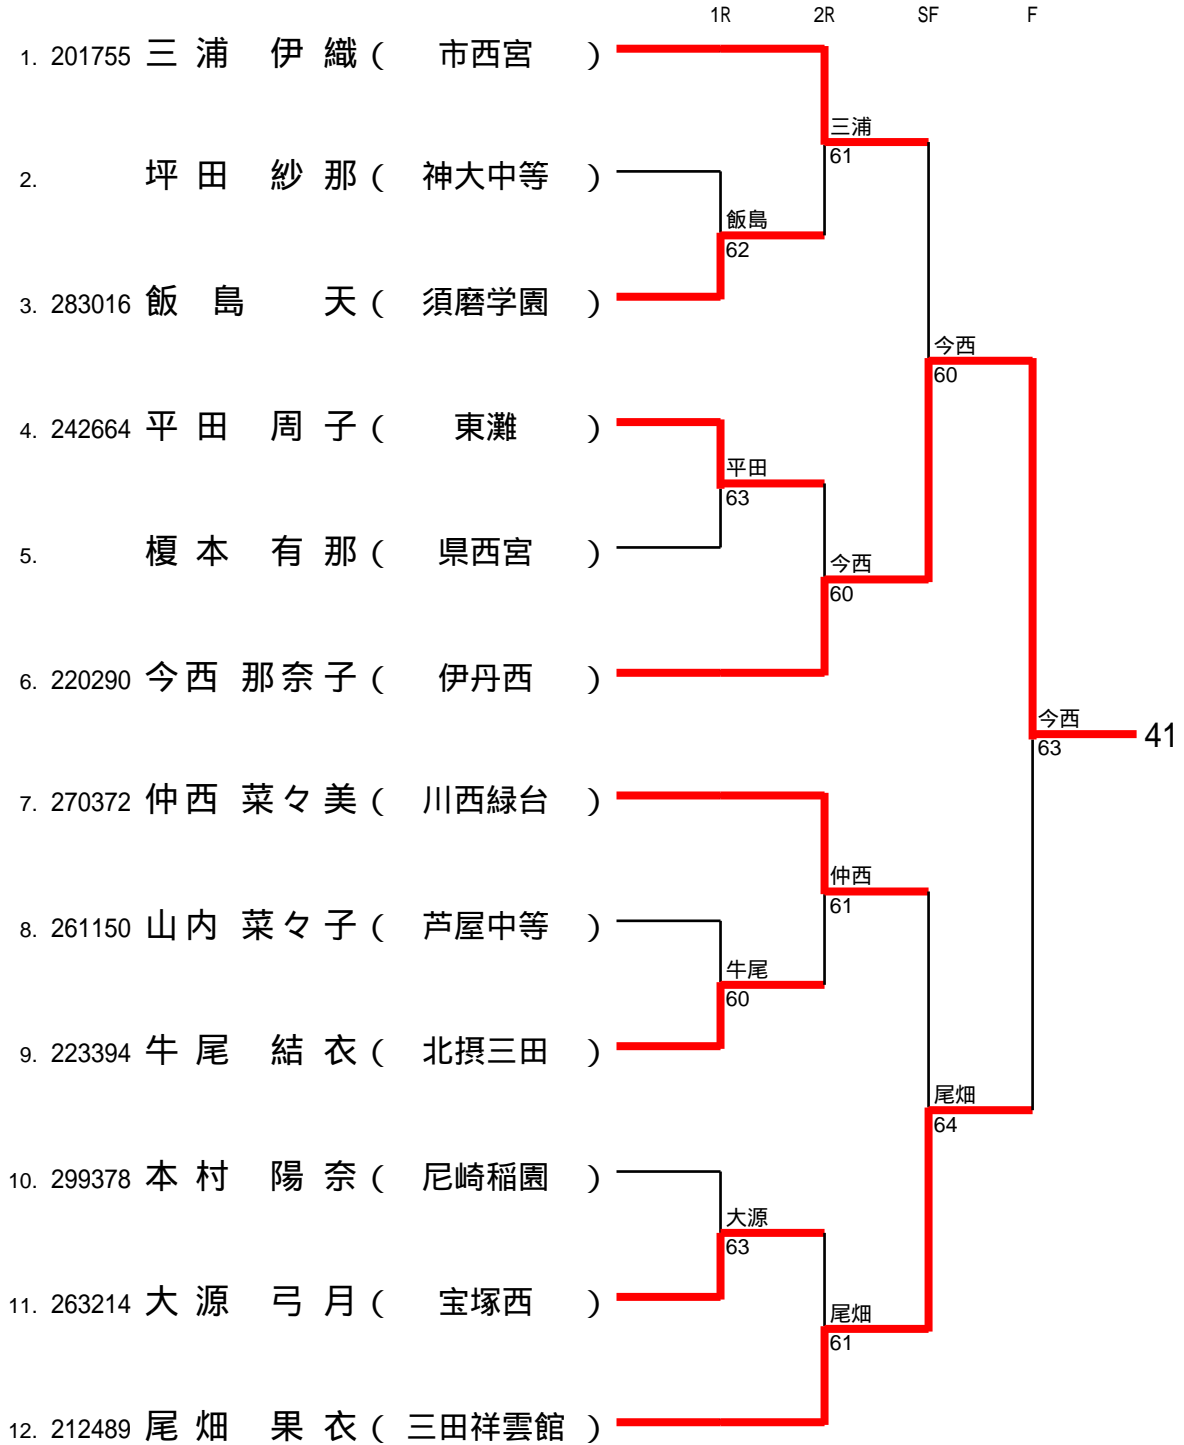 1R 2R SF F
1. 201755 三浦 伊織 ( 市西宮 )
三浦
61
2. 坪田 紗那 ( 神大中等 )
飯島
62
3. 283016 飯島 天 ( 須磨学園 )
今西
60
4. 242664 平田 周子 ( 東灘 )
平田
63
5. 榎本 有那 ( 県西宮 )
今西
60
6. 220290 今西 那奈子 ( 伊丹西 )
今西
63
41
7. 270372 仲西 菜々美 ( 川西緑台 )
仲西
61
8. 261150 山内 菜々子 ( 芦屋中等 )
牛尾
60
9. 223394 牛尾 結衣 ( 北摂三田 )
尾畑
64
10. 299378 本村 陽奈 ( 尼崎稲園 )
大源
63
11. 263214 大源 弓月 ( 宝塚西 )
尾畑
61
12. 212489 尾畑 果衣 ( 三田祥雲館 )